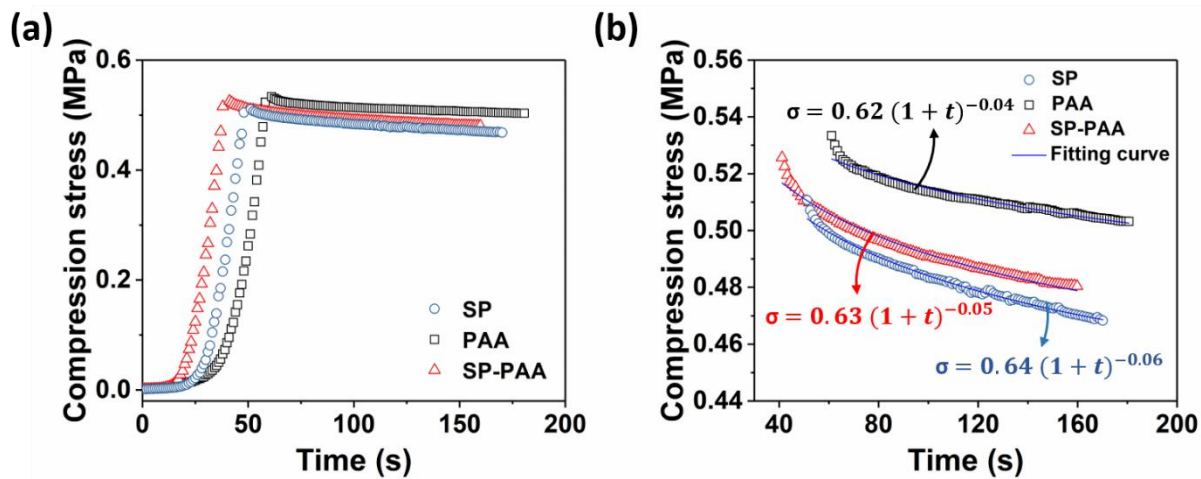 (a)
Compression stress (MPa)
0.6
0.4
0.2
0.0
0
50
100
150
200
Time (s)
SP
PAA
SP-PAA
(b)
Compression stress (MPa)
0.56
0.54
0.52
0.50
0.48
0.46
0.44
40
80
120
160
200
Time (s)
SP
PAA
SP-PAA
Fitting curve
σ = 0.62 (1+t)^−0.04
σ = 0.63 (1+t)^−0.05
σ = 0.64 (1+t)^−0.06